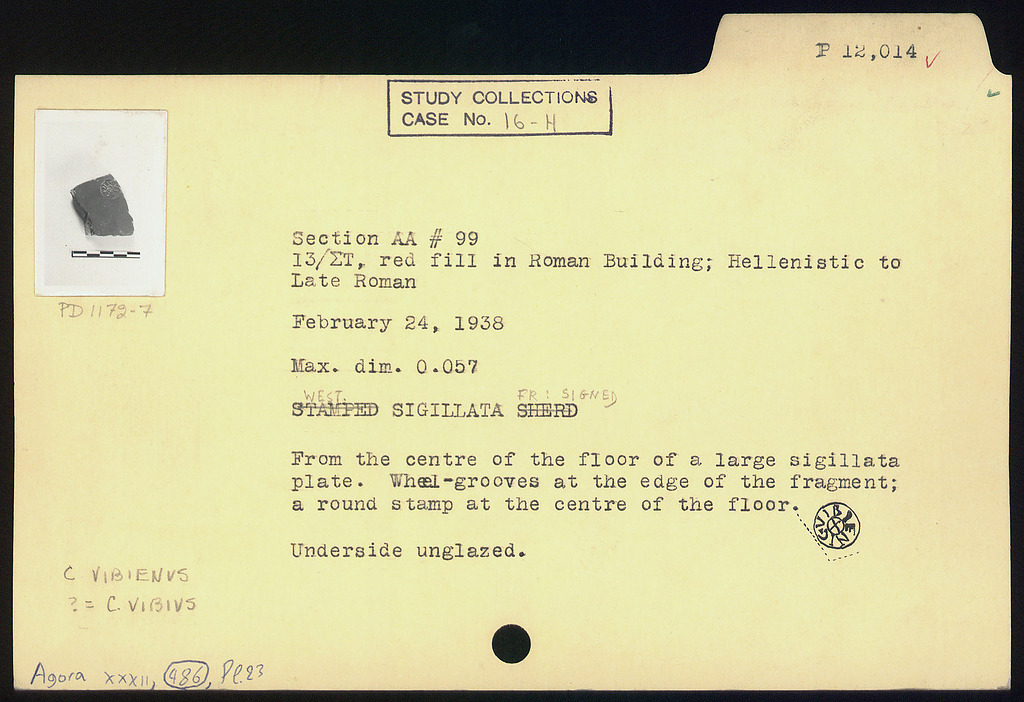 P 12,014
STUDY COLLECTIONS
CASE No. 16-H
PD 1172-7
Section AA # 99
13/ΣT, red fill in Roman Building; Hellenistic to
Late Roman
February 24, 1938
Max. dim. 0.057
WEST. FR: SIGNED
STAMPED SIGILLATA SHERD
From the centre of the floor of a large sigillata
plate. Wheel-grooves at the edge of the fragment;
a round stamp at the centre of the floor.
Underside unglazed.
C VIBIENVS
? = C. VIBIVS
Agora XXXII, 986, Pl. 23